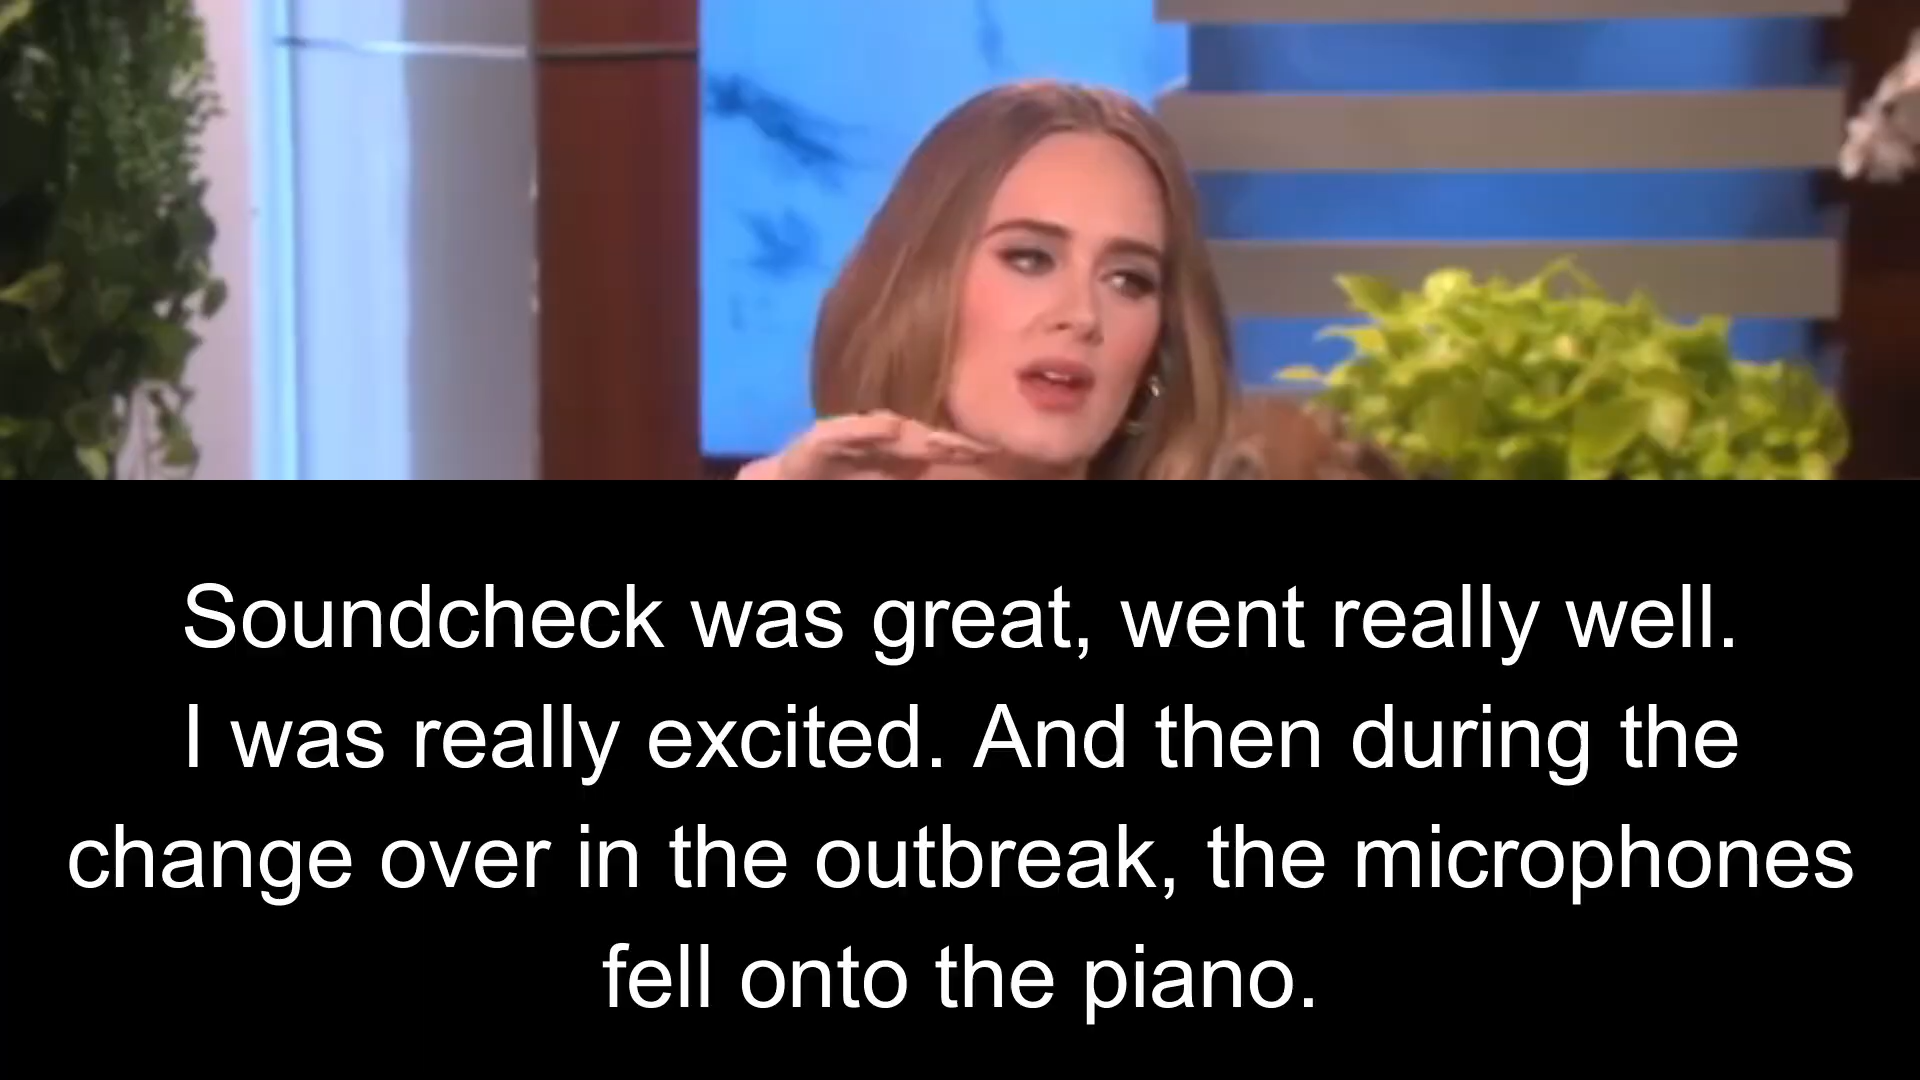 Soundcheck was great, went really well.
I was really excited. And then during the
change over in the outbreak, the microphones
fell onto the piano.